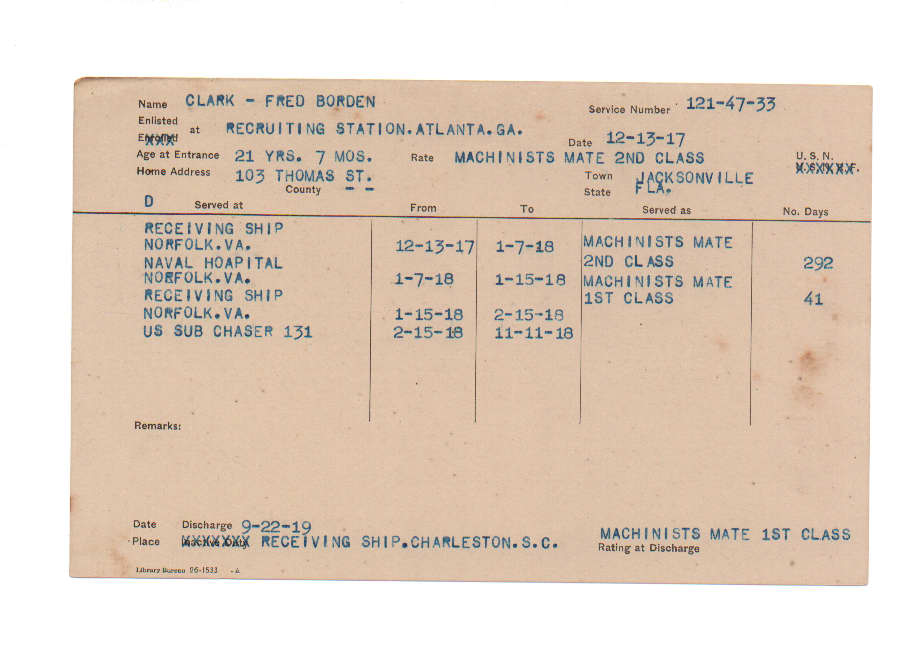 Name CLARK - FRED BORDEN Service Number 121-47-33
Enlisted
Enrolled at RECRUITING STATION.ATLANTA.GA. Date 12-13-17
Age at Entrance 21 YRS. 7 MOS. Rate MACHINISTS MATE 2ND CLASS U. S. N.
Home Address 103 THOMAS ST. Town JACKSONVILLE
County - - State FLA.
D Served at From To Served as No. Days
RECEIVING SHIP
NORFOLK.VA. 12-13-17 1-7-18 MACHINISTS MATE
NAVAL HOAPITAL 2ND CLASS 292
NORFOLK.VA. 1-7-18 1-15-18 MACHINISTS MATE
RECEIVING SHIP 1ST CLASS 41
NORFOLK.VA. 1-15-18 2-15-18
US SUB CHASER 131 2-15-18 11-11-18
Remarks:
Date Discharge 9-22-19
Place XXXXXXX RECEIVING SHIP.CHARLESTON.S.C. MACHINISTS MATE 1ST CLASS
Rating at Discharge
Library Bureau 96-1533